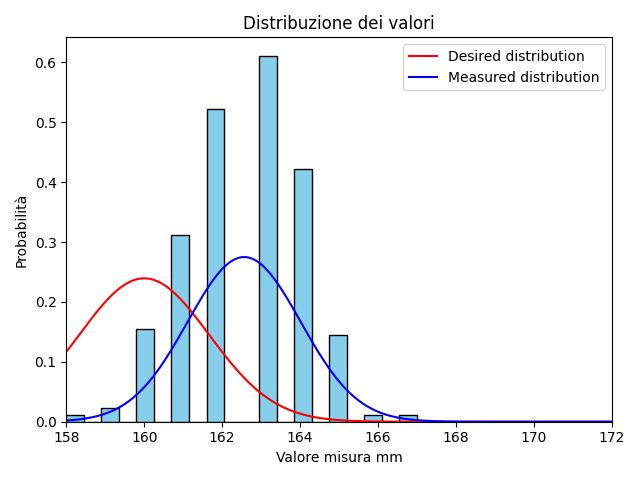 Distribuzione dei valori
Desired distribution
Measured distribution
Probabilità
0.6
0.5
0.4
0.3
0.2
0.1
0.0
158 160 162 164 166 168 170 172
Valore misura mm